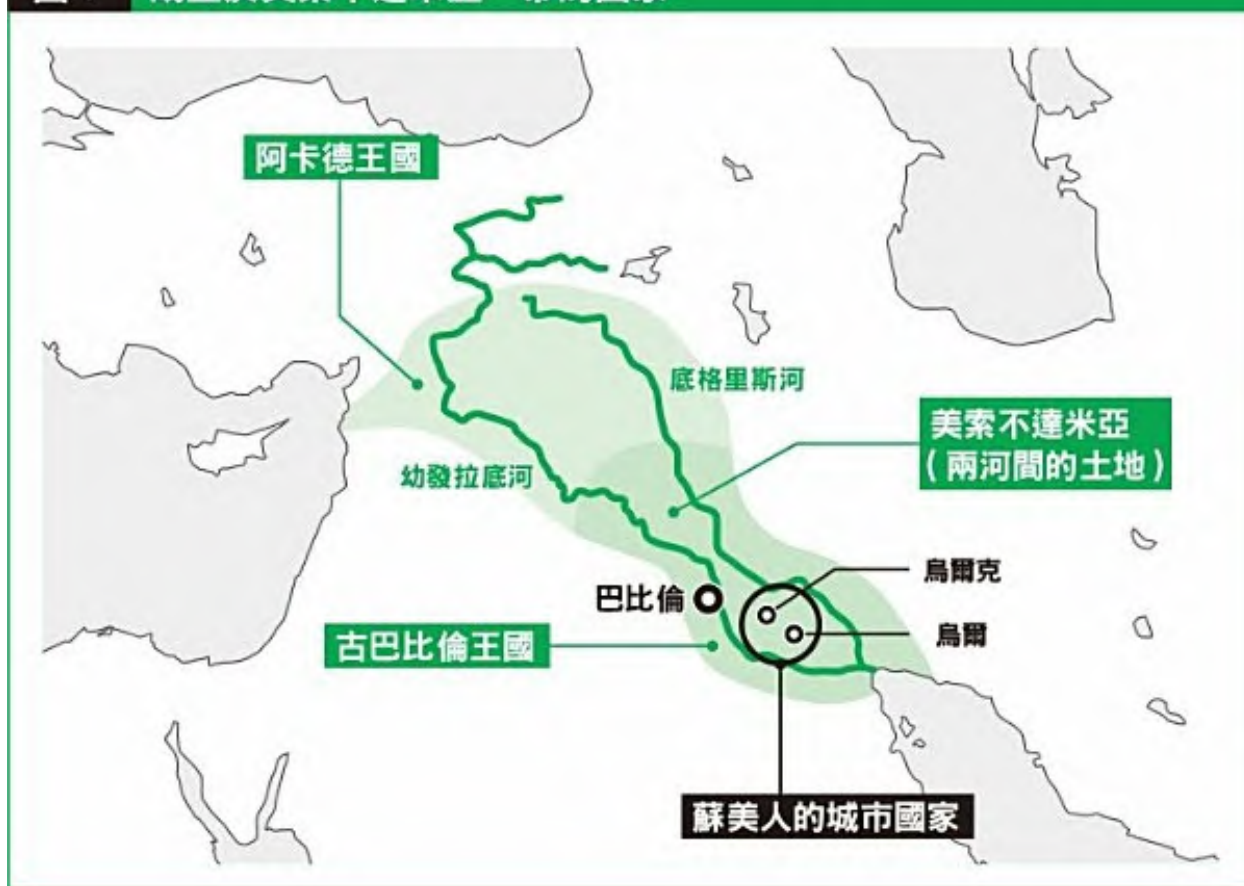 阿卡德王國
底格里斯河
美索不達米亞
(兩河間的土地)
幼發拉底河
烏爾克
巴比倫
烏爾
古巴比倫王國
蘇美人的城市國家